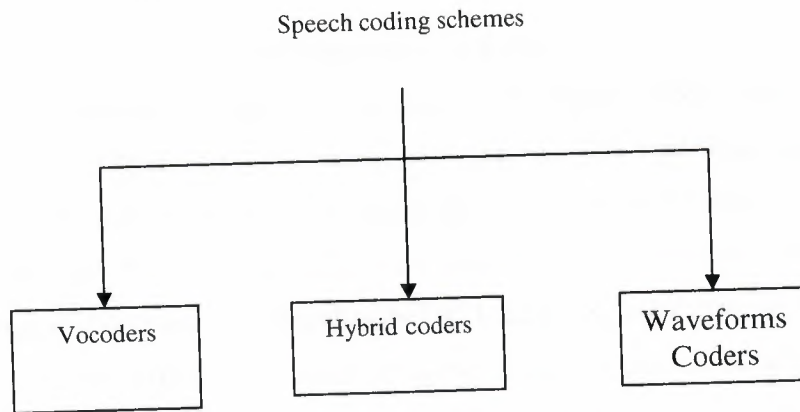 Speech coding schemes
Vocoders
Hybrid coders
Waveforms
Coders